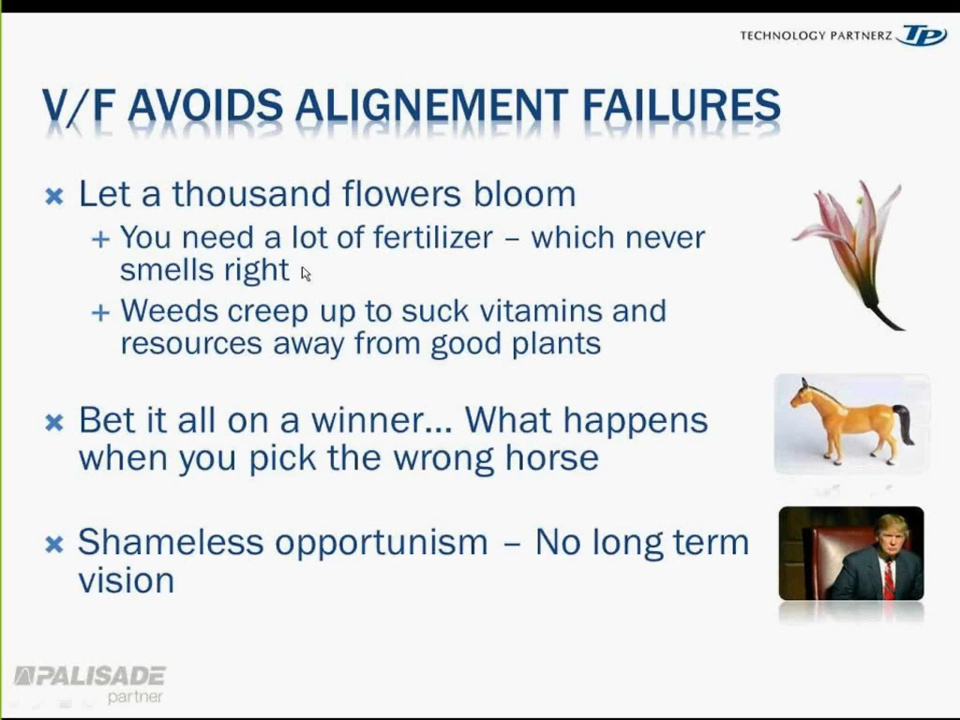 TECHNOLOGY PARTNERZ TP
V/F AVOIDS ALIGNEMENT FAILURES
Let a thousand flowers bloom
You need a lot of fertilizer – which never
smells right
Weeds creep up to suck vitamins and
resources away from good plants
Bet it all on a winner... What happens
when you pick the wrong horse
Shameless opportunism – No long term
vision
PALISADE
partner